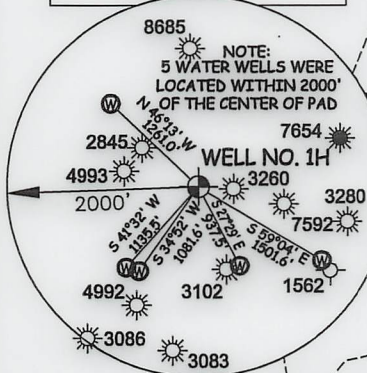 8685
NOTE:
5 WATER WELLS WERE
LOCATED WITHIN 2000'
OF THE CENTER OF PAD
W
N 46°13' W
1261.0'
2845
7654
4993
WELL NO. 1H
3260
2000'
3280
7592
S 41°32' W
1135.5'
S 34°52' W
1081.6'
S 27°29' E
937.5'
S 59°04' E
1501.6'
W
W
W
W
4992
3102
1562
3086
3083